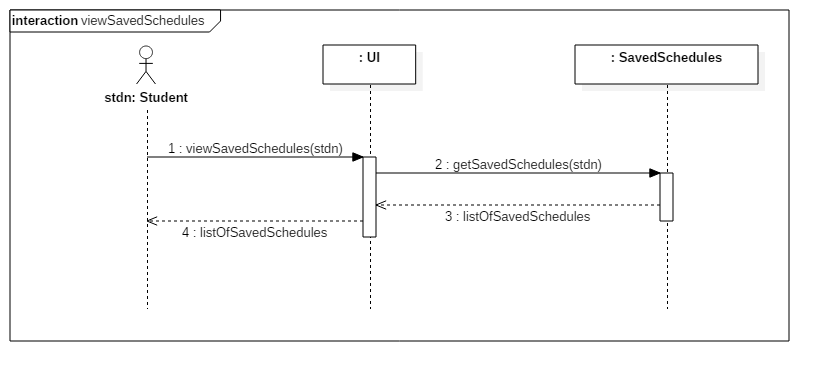 interaction viewSavedSchedules
: UI
: SavedSchedules
stdn: Student
1 : viewSavedSchedules(stdn)
2 : getSavedSchedules(stdn)
3 : listOfSavedSchedules
4 : listOfSavedSchedules